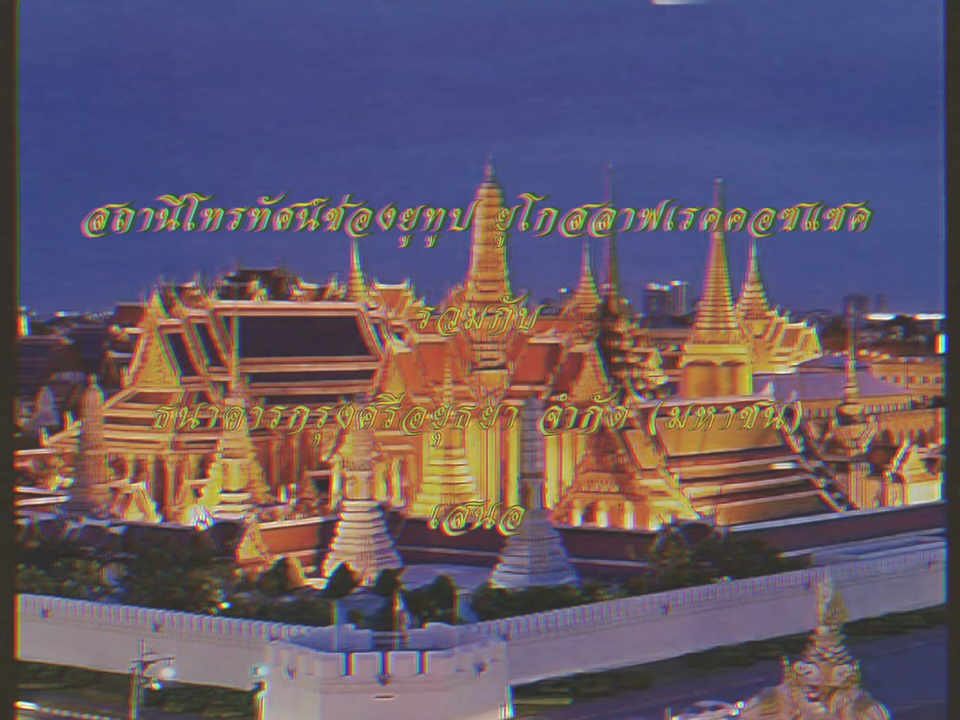 สถานีโทรทัศน์ช่องยูทูป ยูโกสลาฟเรคคอซแซค
รวมกับ
ธนาคารกรุงศรีอยุธยา จำกัด (มหาชน)
เสนอ